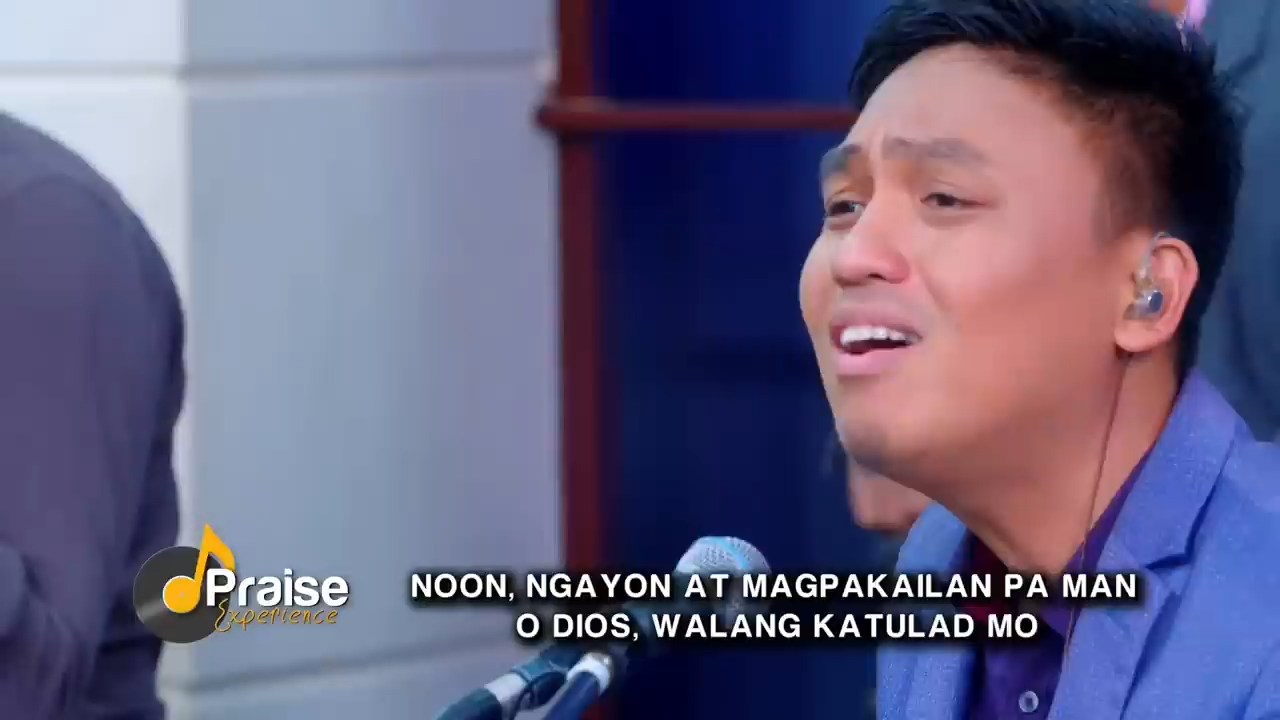 Praise
Experience
NOON, NGAYON AT MAGPAKAILAN PA MAN
O DIOS, WALANG KATULAD MO